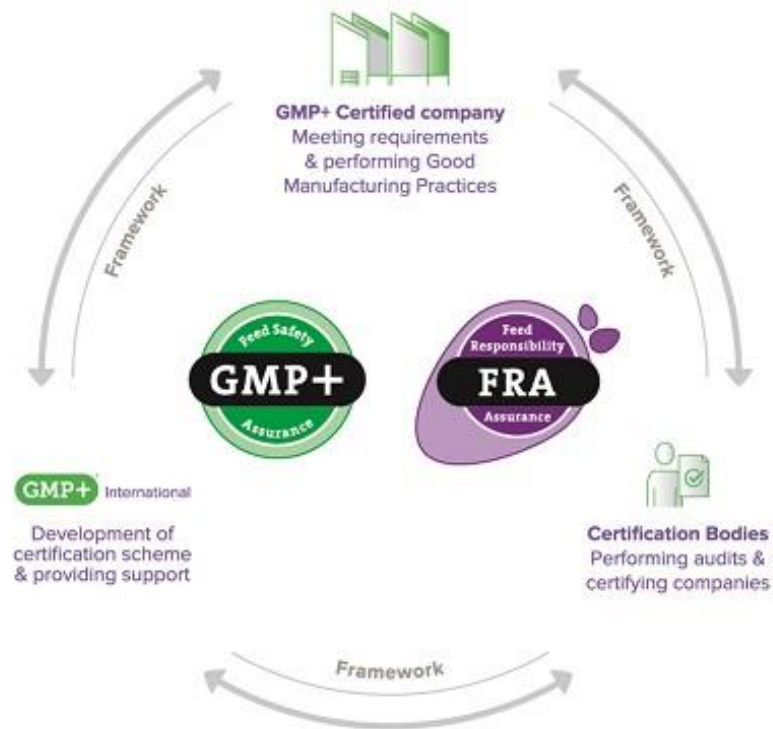 GMP+ Certified company
Meeting requirements
& performing Good
Manufacturing Practices
Framework
Framework
Feed Safety
GMP+
Assurance
Feed
Responsibility
FRA
Assurance
GMP+ International
Development of
certification scheme
& providing support
Certification Bodies
Performing audits &
certifying companies
Framework